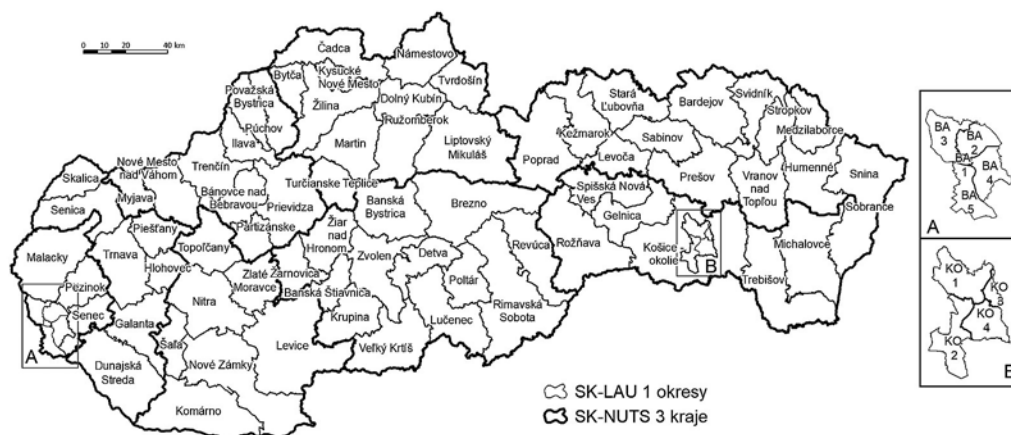 0 10 20 40 km
Čadca
Námestovo
Bytča
Kysucké
Nové Mesto
Tvrdošín
Považská
Bystrica
Dolný Kubín
Žilina
Púchov
Ružomberok
Ilava
Martin
Liptovský
Mikuláš
Stará
Ľubovňa
Bardejov
Svidník
Stropkov
Medzilaborce
Kežmarok
Sabinov
Poprad
Levoča
Prešov
Vranov
nad
Topľou
Humenné
Snina
Sobrance
Nové Mesto
nad Váhom
Trenčín
Skalica
Senica
Myjava
Bánovce nad
Bebravou
Turčianske Teplice
Prievidza
Partizánske
Banská
Bystrica
Brezno
Spišská Nová
Ves
Gelnica
Rožňava
Košice
okolie
B
Michalovce
Trebišov
Piešťany
Topoľčany
Žiar
nad
Hronom
Malacky
Trnava
Hlohovec
Zlaté
Moravce
Žarnovica
Zvolen
Detva
Revúca
Poltár
Pezinok
Senec
Nitra
Banská Štiavnica
Krupina
Rimavská
Sobota
Galanta
Šaľa
Levice
Lučenec
Veľký Krtíš
A
Dunajská
Streda
Nové Zámky
Komárno
SK-LAU 1 okresy
SK-NUTS 3 kraje
BA
3
BA
2
BA
1
BA
4
BA
5
A
KO
1
KO
3
KO
4
KO
2
B